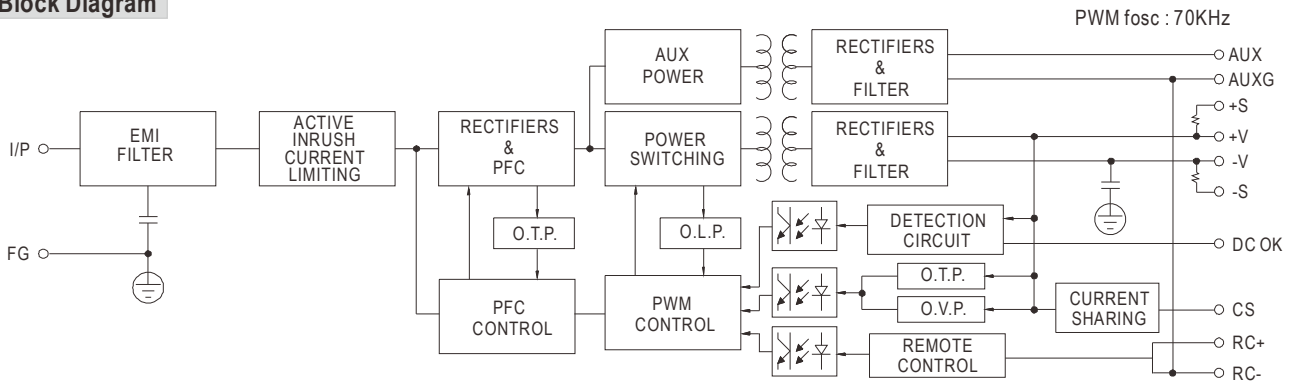 Block Diagram
PWM fosc : 70KHz
I/P
FG
EMI
FILTER
ACTIVE
INRUSH
CURRENT
LIMITING
RECTIFIERS
&
PFC
O.T.P.
PFC
CONTROL
AUX
POWER
POWER
SWITCHING
O.L.P.
PWM
CONTROL
RECTIFIERS
&
FILTER
RECTIFIERS
&
FILTER
DETECTION
CIRCUIT
O.T.P.
O.V.P.
REMOTE
CONTROL
CURRENT
SHARING
AUX
AUXG
+S
+V
-V
-S
DC OK
CS
RC+
RC-